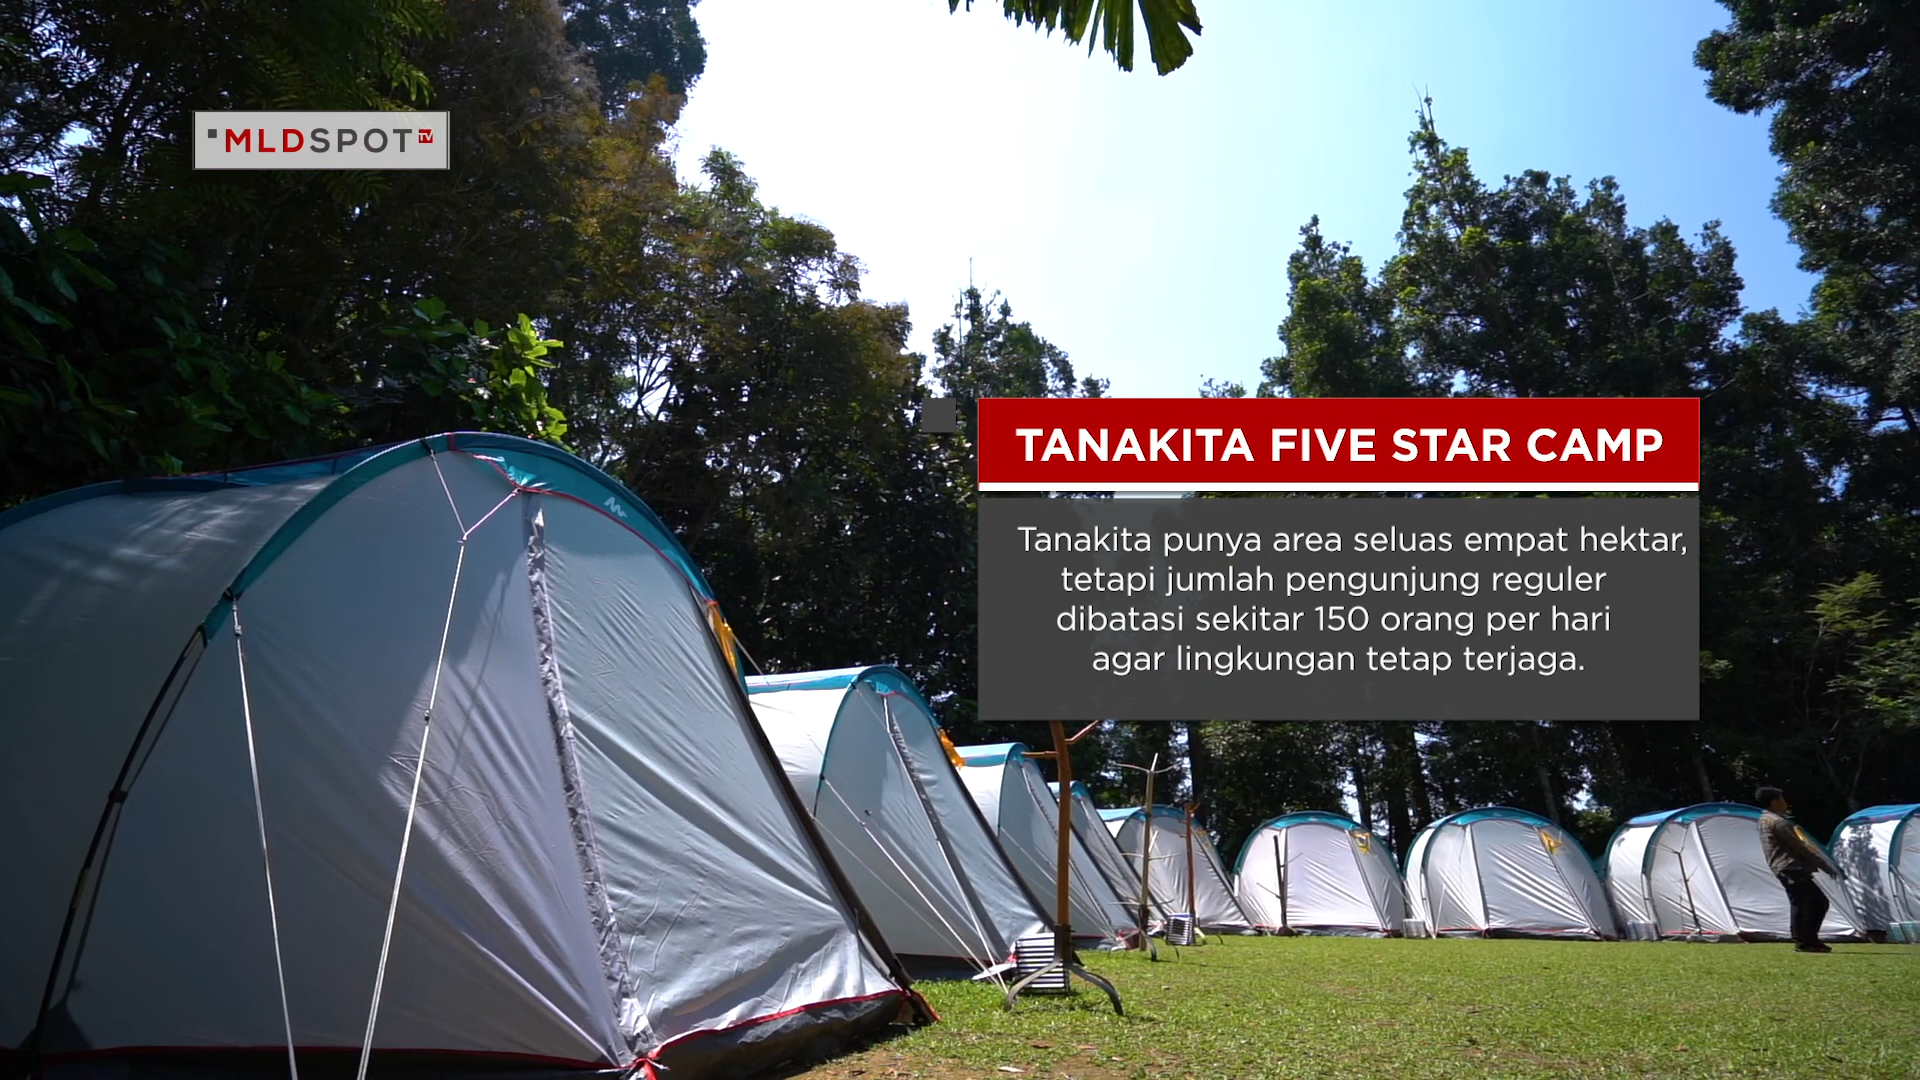 MLDSPOT TV
TANAKITA FIVE STAR CAMP
Tanakita punya area seluas empat hektar,
tetapi jumlah pengunjung reguler
dibatasi sekitar 150 orang per hari
agar lingkungan tetap terjaga.